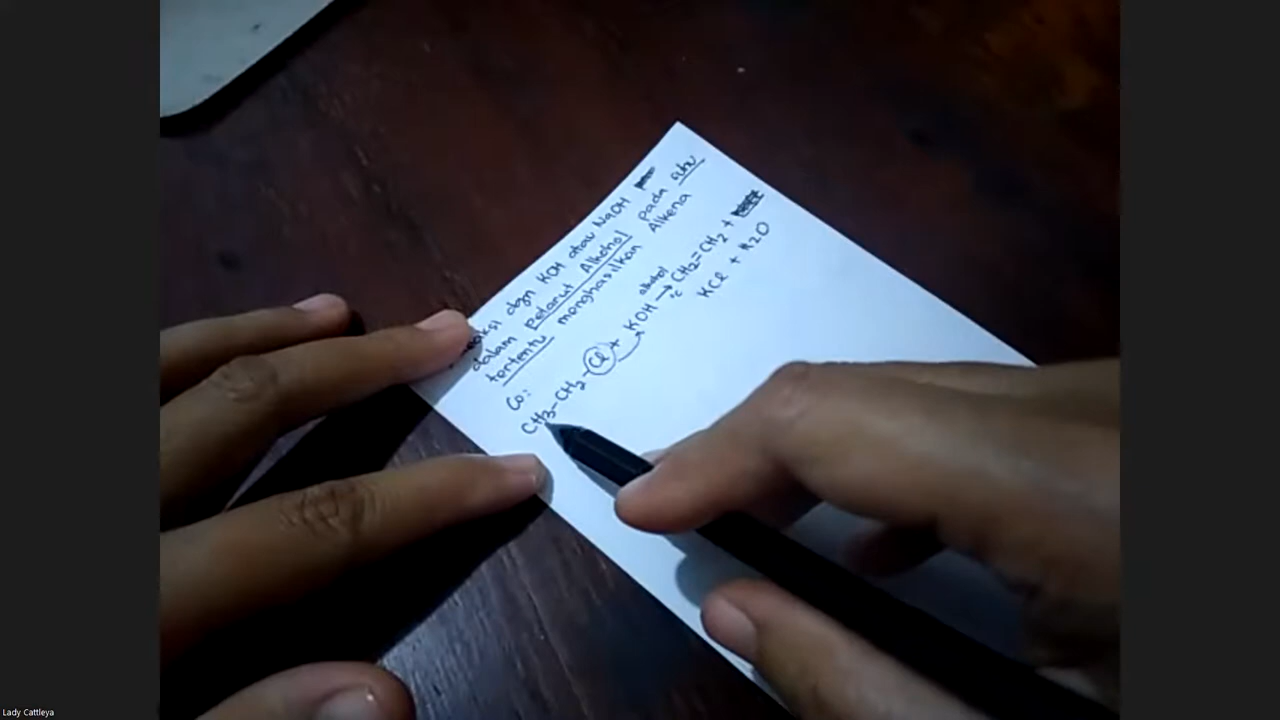 Reaksi dgn KOH atau NaOH
dalam Pelarut Alkohol pada suhu
tertentu menghasilkan Alkena
Co:
CH3-CH2-Cl + KOH alkohol → °C CH2=CH2 +
KCl + H2O
Lady Cattleya